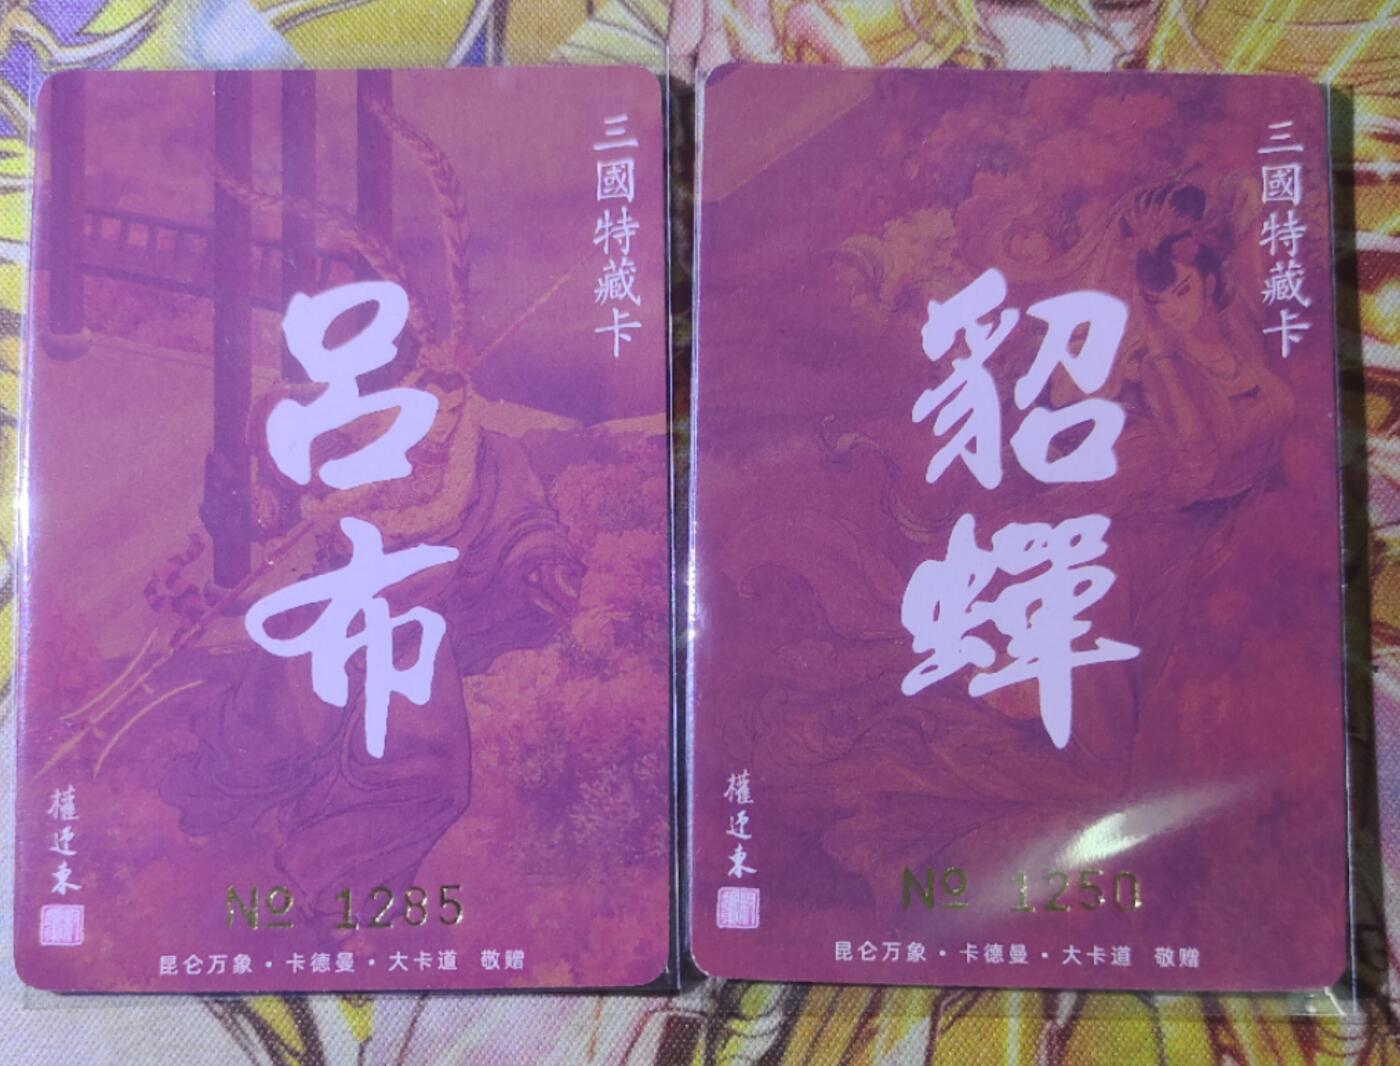 三國特藏卡
呂布
權迎東
No 1285
昆仑万象·卡德曼·大卡道 敬赠
三國特藏卡
貂蟬
權迎東
No 1250
昆仑万象·卡德曼·大卡道 敬赠